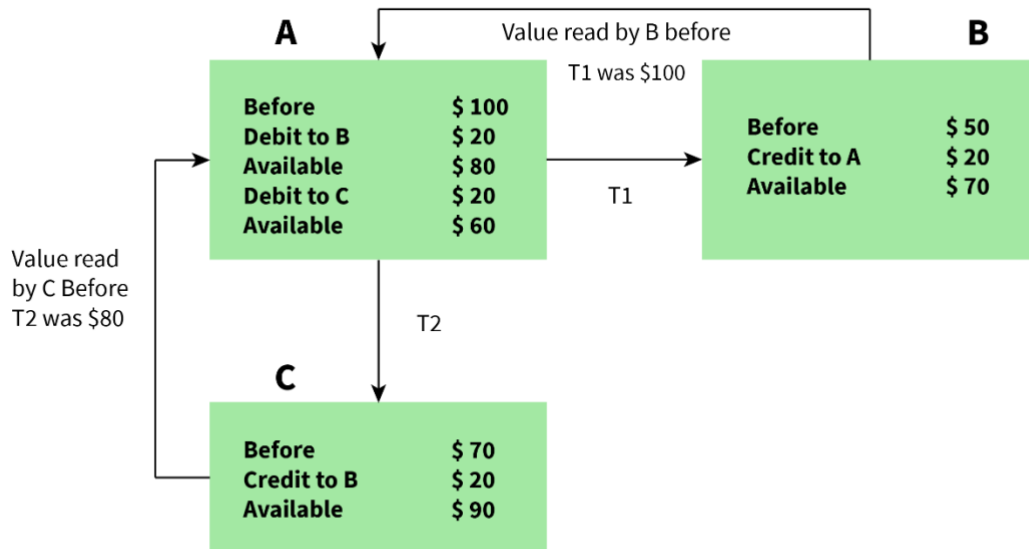 A
Value read by B before
T1 was $100
B
Before $ 100
Debit to B $ 20
Available $ 80
Debit to C $ 20
Available $ 60
T1
Before $ 50
Credit to A $ 20
Available $ 70
Value read
by C Before
T2 was $80
T2
C
Before $ 70
Credit to B $ 20
Available $ 90